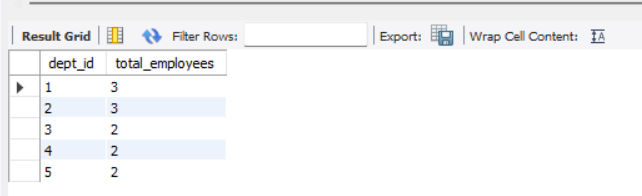 Result Grid Filter Rows: Export: Wrap Cell Content: IA
dept_id total_employees
1 3
2 3
3 2
4 2
5 2